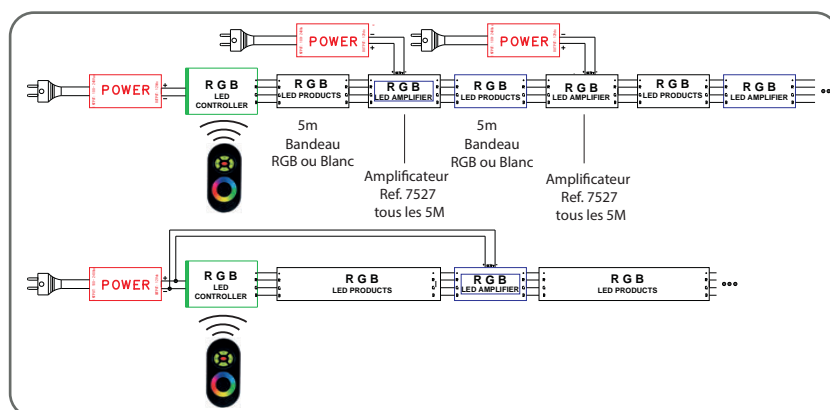 POWER
POWER
POWER
RGB
LED
CONTROLLER
RGB
LED PRODUCTS
RGB
LED AMPLIFIER
RGB
LED PRODUCTS
RGB
LED AMPLIFIER
RGB
LED PRODUCTS
RGB
LED AMPLIFIER
5m
Bandeau
RGB ou Blanc
Amplificateur
Ref. 7527
tous les 5M
5m
Bandeau
RGB ou Blanc
Amplificateur
Ref. 7527
tous les 5M
POWER
RGB
LED
CONTROLLER
RGB
LED PRODUCTS
RGB
LED AMPLIFIER
RGB
LED PRODUCTS